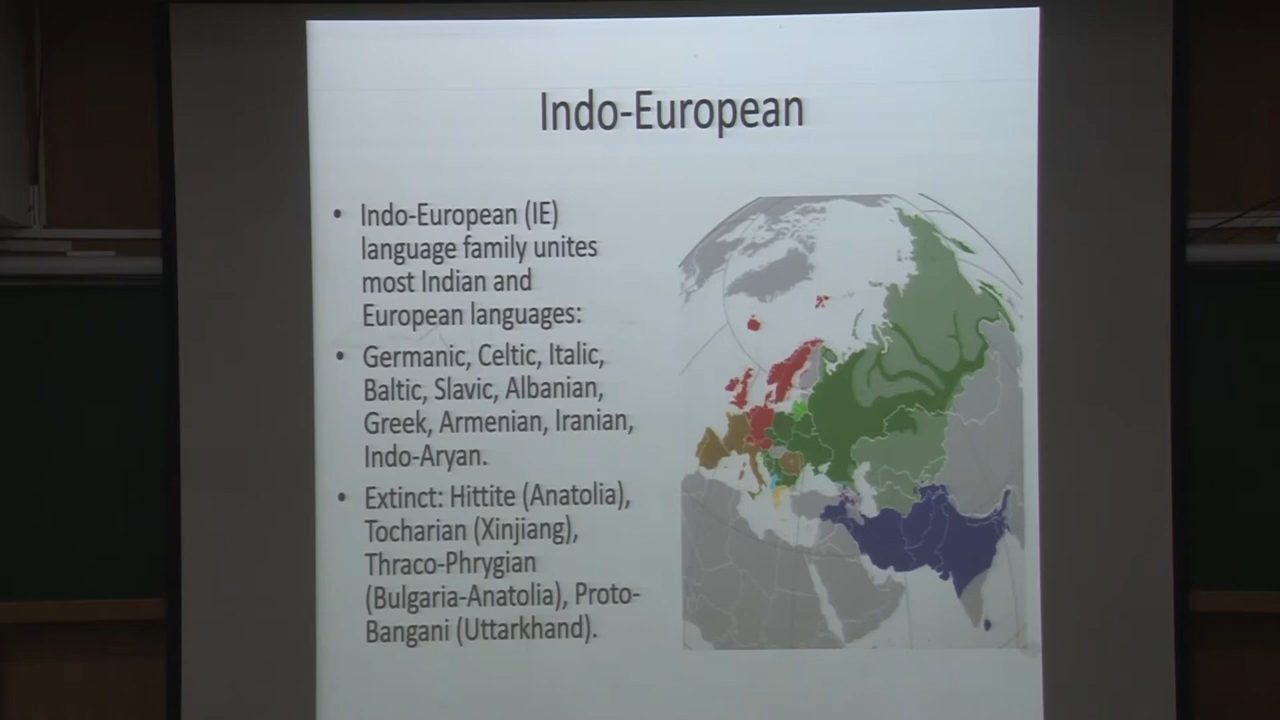 Indo-European
• Indo-European (IE)
language family unites
most Indian and
European languages:
• Germanic, Celtic, Italic,
Baltic, Slavic, Albanian,
Greek, Armenian, Iranian,
Indo-Aryan.
• Extinct: Hittite (Anatolia),
Tocharian (Xinjiang),
Thraco-Phrygian
(Bulgaria-Anatolia), Proto-
Bangani (Uttarkhand).